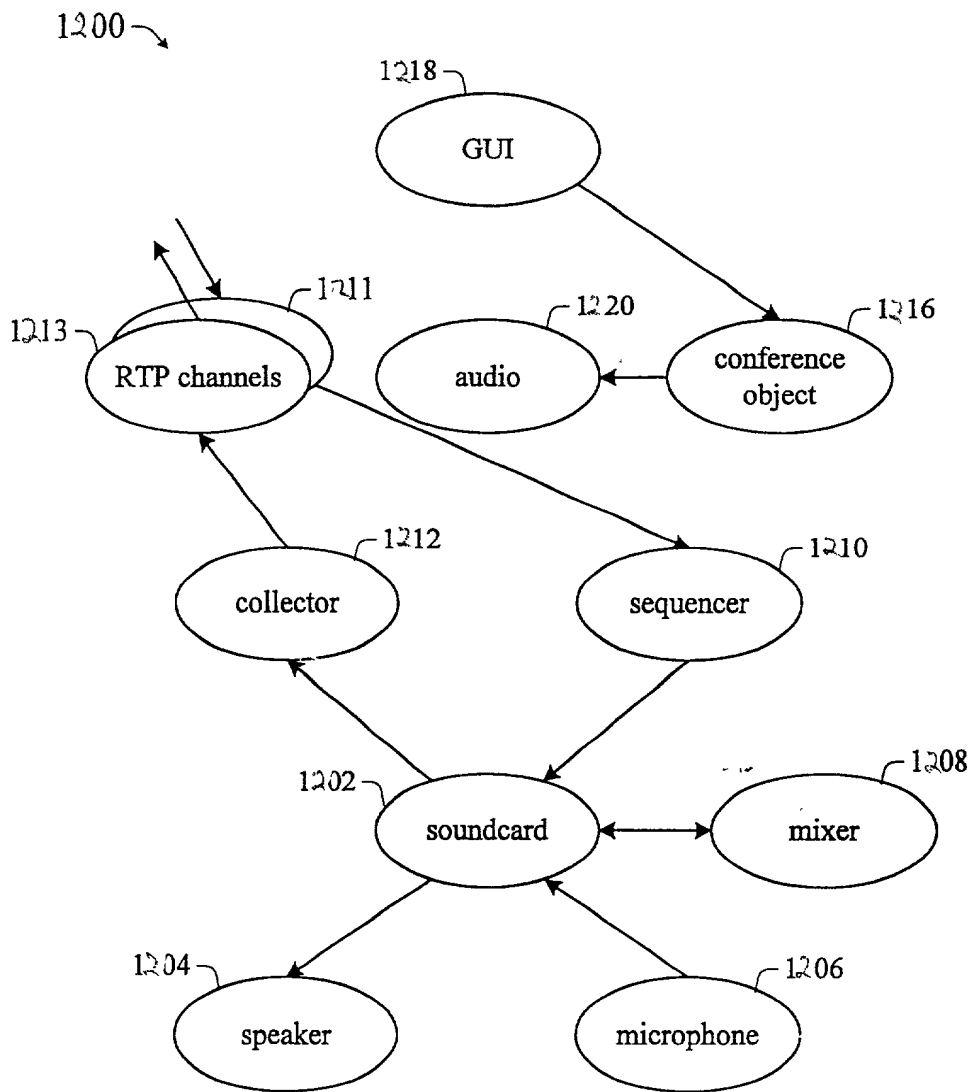 1200
1218
GUI
1211
1213
RTP channels
1220
audio
1216
conference
object
1212
collector
1210
sequencer
1202
soundcard
1208
mixer
1204
speaker
1206
microphone